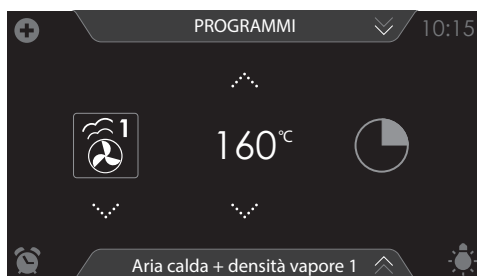 PROGRAMMI
10:15
1
160°C
Aria calda + densità vapore 1